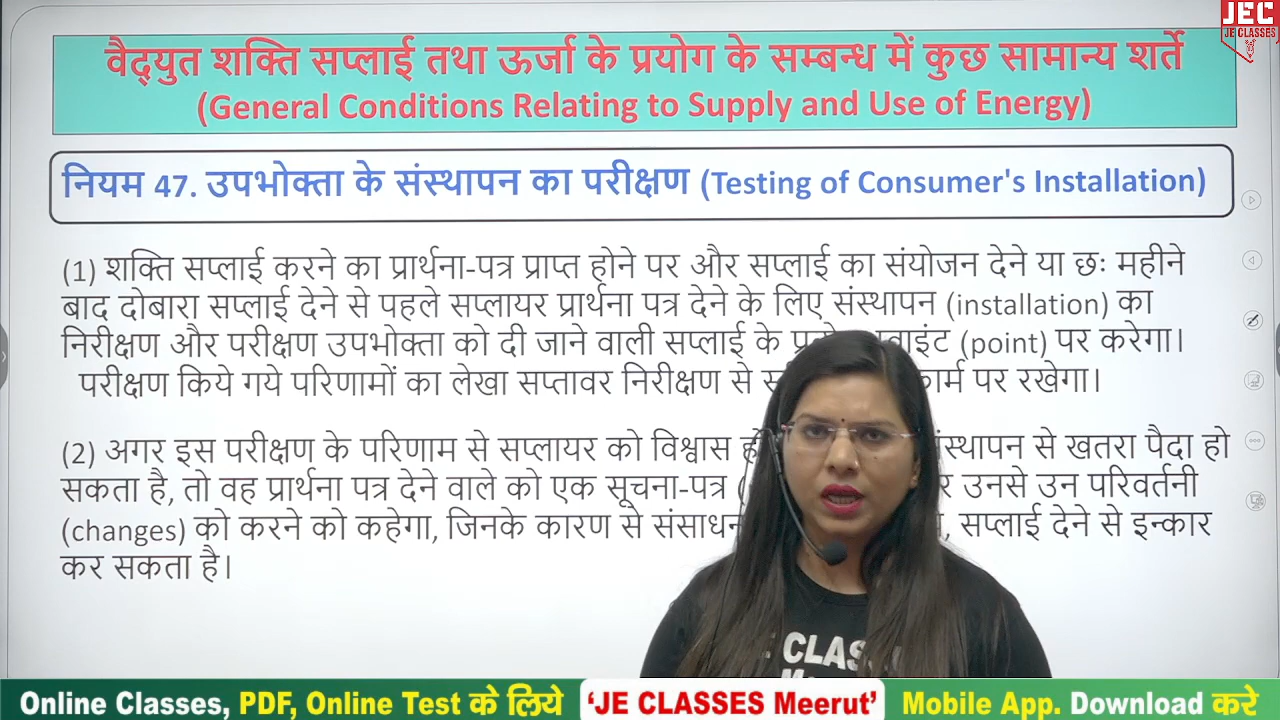 JEC
JE CLASSES
वैद्युत शक्ति सप्लाई तथा ऊर्जा के प्रयोग के सम्बन्ध में कुछ सामान्य शर्ते
(General Conditions Relating to Supply and Use of Energy)
नियम 47. उपभोक्ता के संस्थापन का परीक्षण (Testing of Consumer's Installation)
(1) शक्ति सप्लाई करने का प्रार्थना-पत्र प्राप्त होने पर और सप्लाई का संयोजन देने या छः महीने
बाद दोबारा सप्लाई देने से पहले सप्लायर प्रार्थना पत्र देने के लिए संस्थापन (installation) का
निरीक्षण और परीक्षण उपभोक्ता को दी जाने वाली सप्लाई के (point) पर करेगा।
परीक्षण किये गये परिणामों का लेखा सप्तावर निरीक्षण से पर रखेगा।
(2) अगर इस परीक्षण के परिणाम से सप्लायर को विश्वास से खतरा पैदा हो
सकता है, तो वह प्रार्थना पत्र देने वाले को एक सूचना-पत्र ( उनसे उन परिवर्तनी
(changes) को करने को कहेगा, जिनके कारण से , सप्लाई देने से इन्कार
कर सकता है।
JE CLASSES
Online Classes, PDF, Online Test के लिये 'JE CLASSES Meerut' Mobile App. Download करे